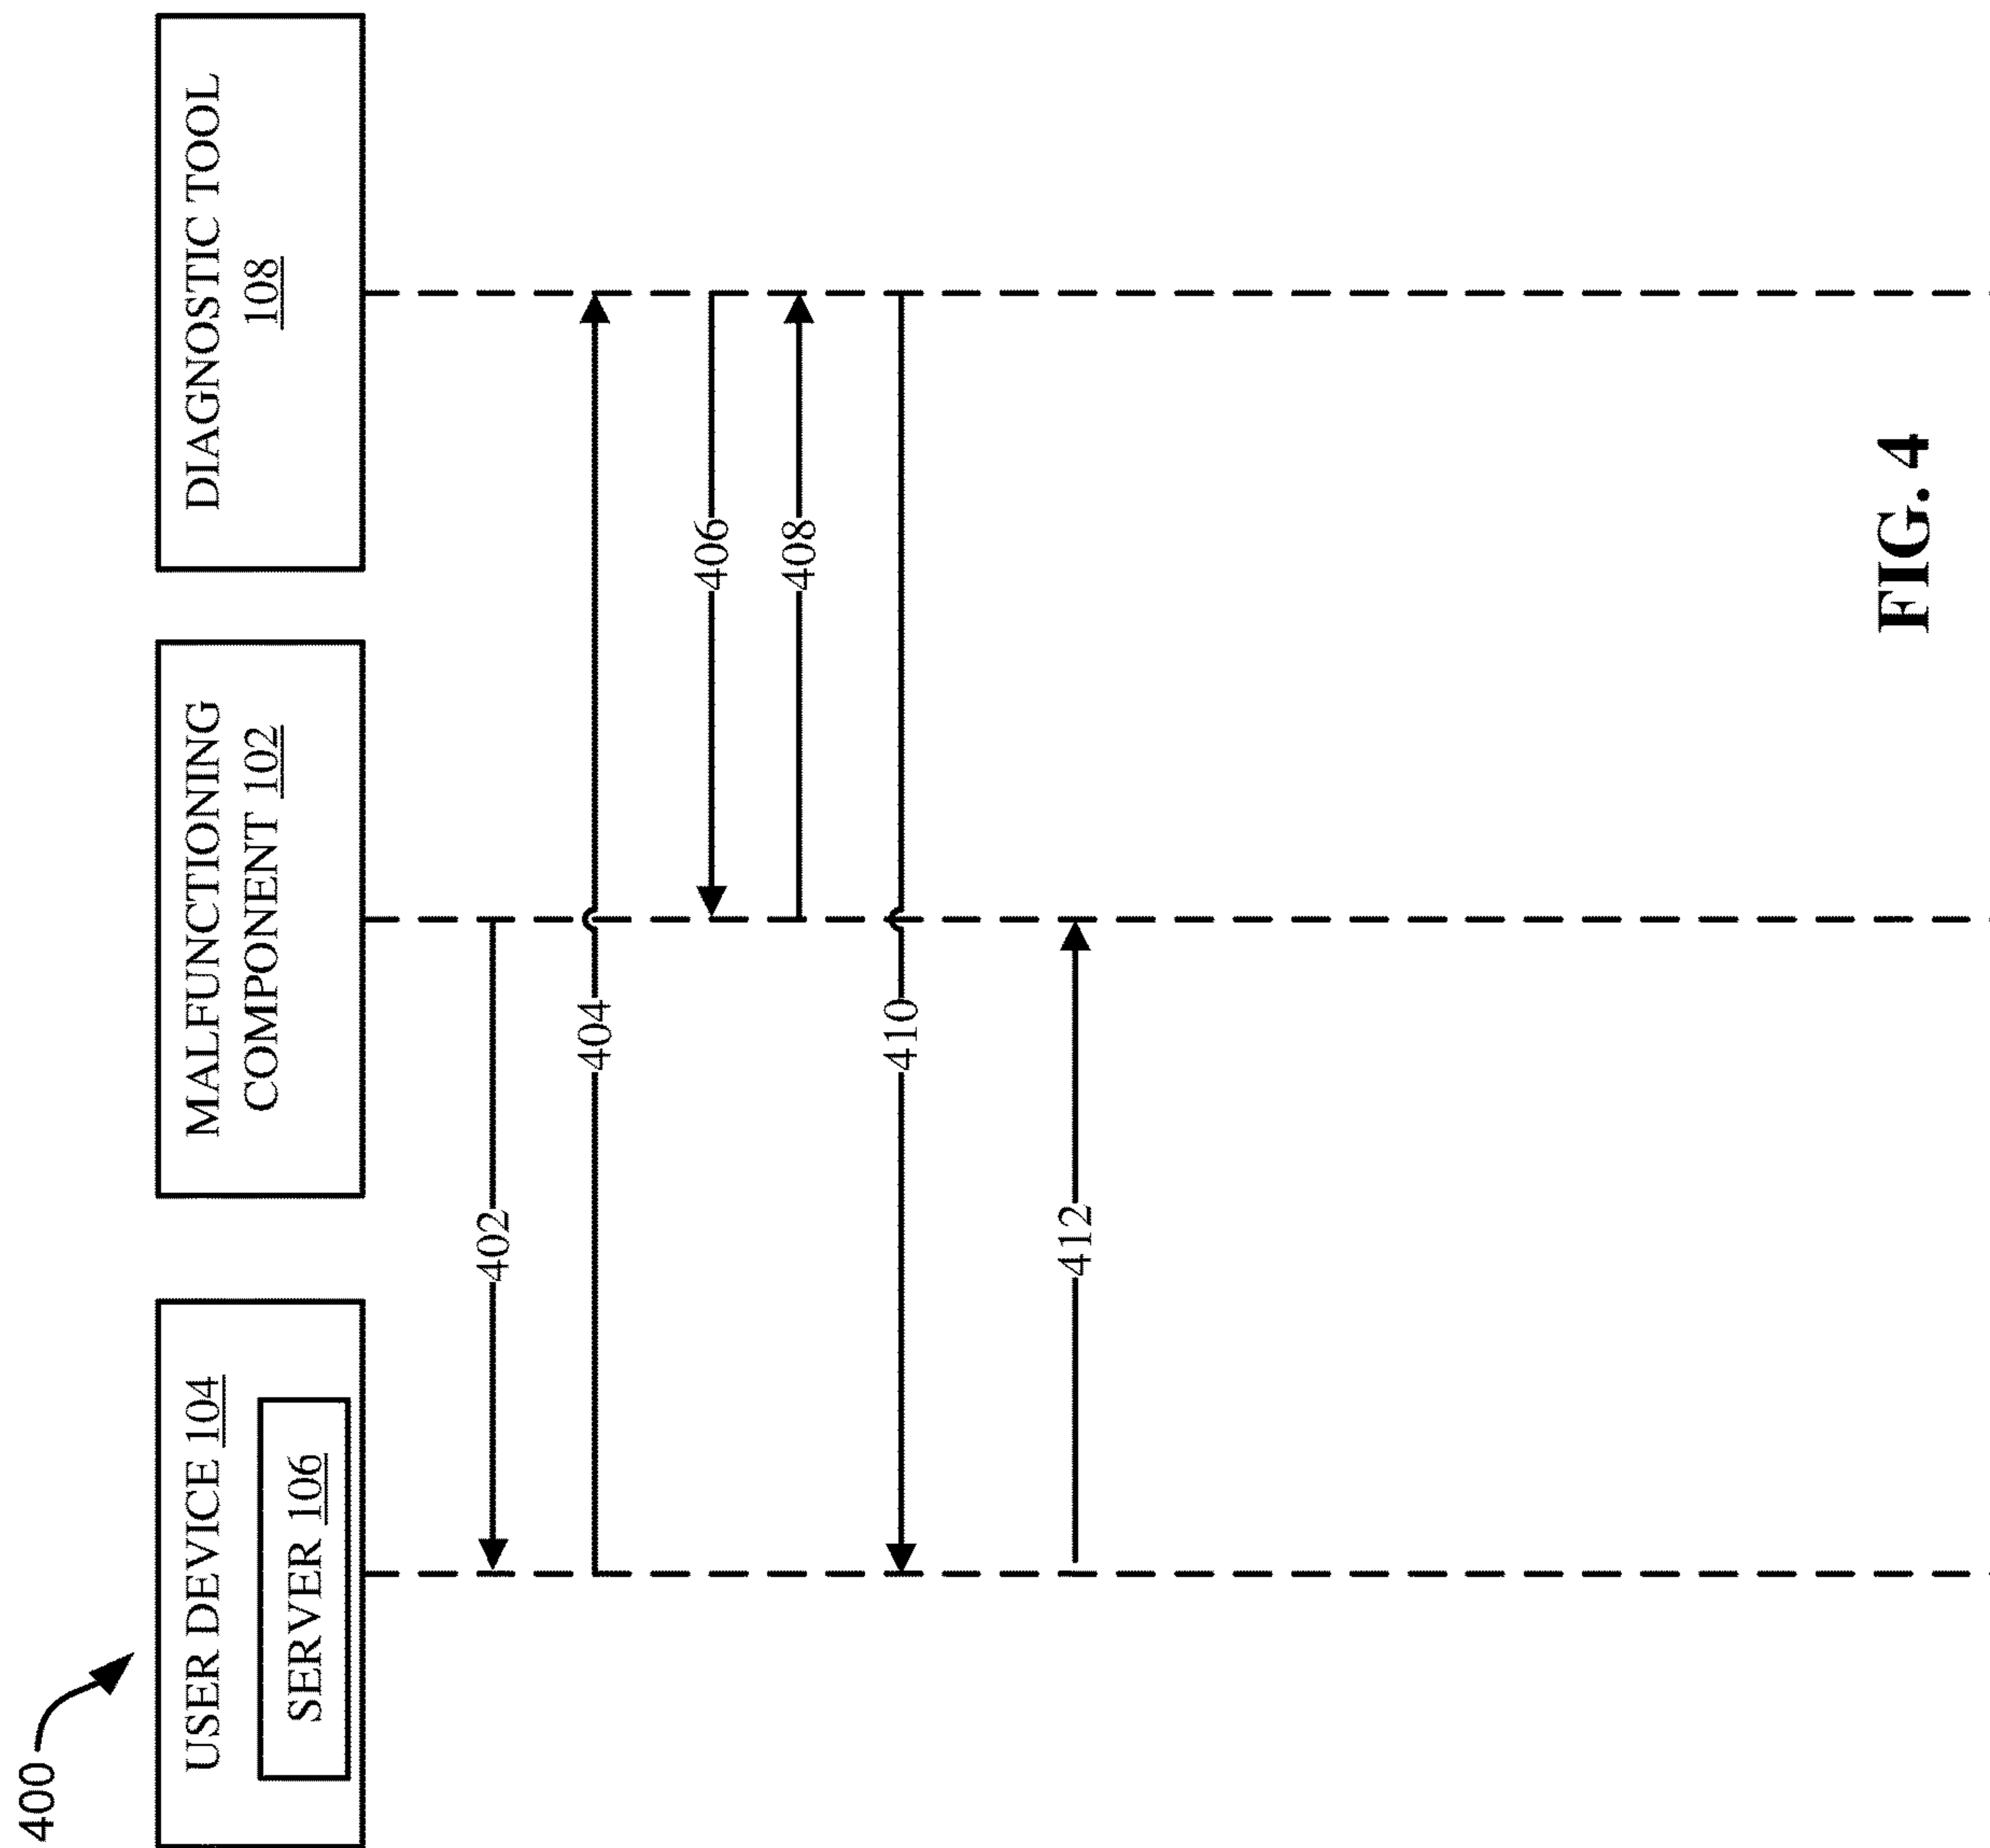 400
USER DEVICE 104
SERVER 106
MALFUNCTIONING
COMPONENT 102
DIAGNOSTIC TOOL
108
402
404
406
408
410
412
FIG. 4